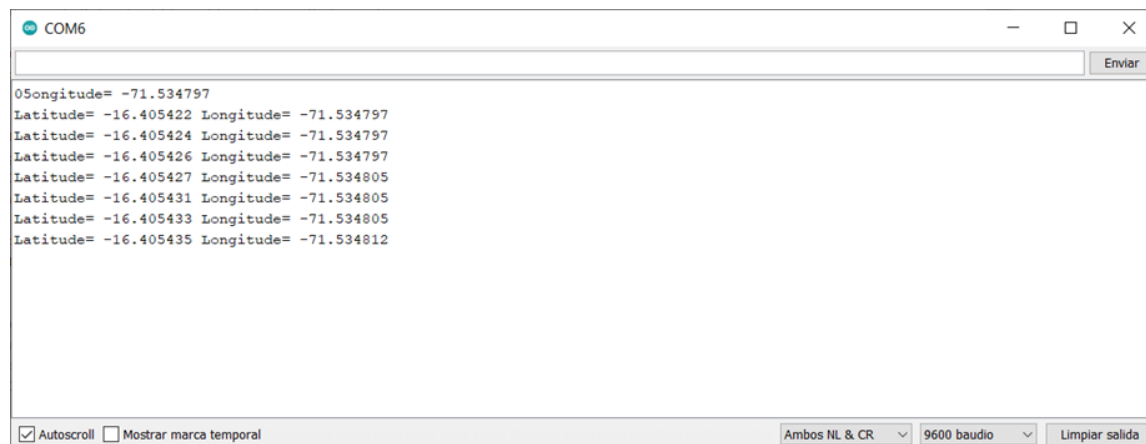 COM6
Enviar
05ongitude= -71.534797
Latitude= -16.405422 Longitude= -71.534797
Latitude= -16.405424 Longitude= -71.534797
Latitude= -16.405426 Longitude= -71.534797
Latitude= -16.405427 Longitude= -71.534805
Latitude= -16.405431 Longitude= -71.534805
Latitude= -16.405433 Longitude= -71.534805
Latitude= -16.405435 Longitude= -71.534812
Autoscroll Mostrar marca temporal Ambos NL & CR 9600 baudio Limpiar salida